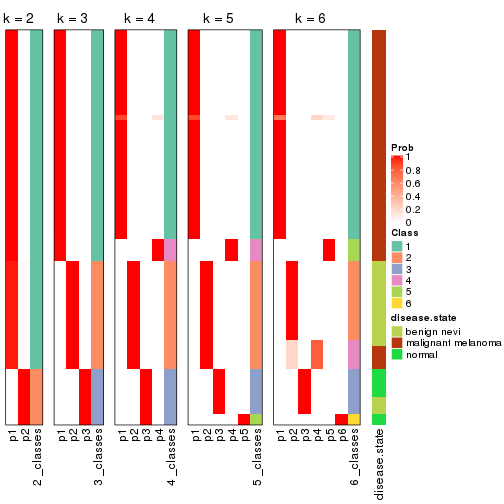 k = 2 k = 3 k = 4 k = 5 k = 6
Prob
1
0.8
0.6
0.4
0.2
0
Class
1
2
3
4
5
6
disease.state
benign nevi
malignant melanoma
normal
p1 p2 2_classes p1 p2 p3 3_classes p1 p2 p3 p4 4_classes p1 p2 p3 p4 p5 5_classes p1 p2 p3 p4 p5 p6 6_classes disease.state